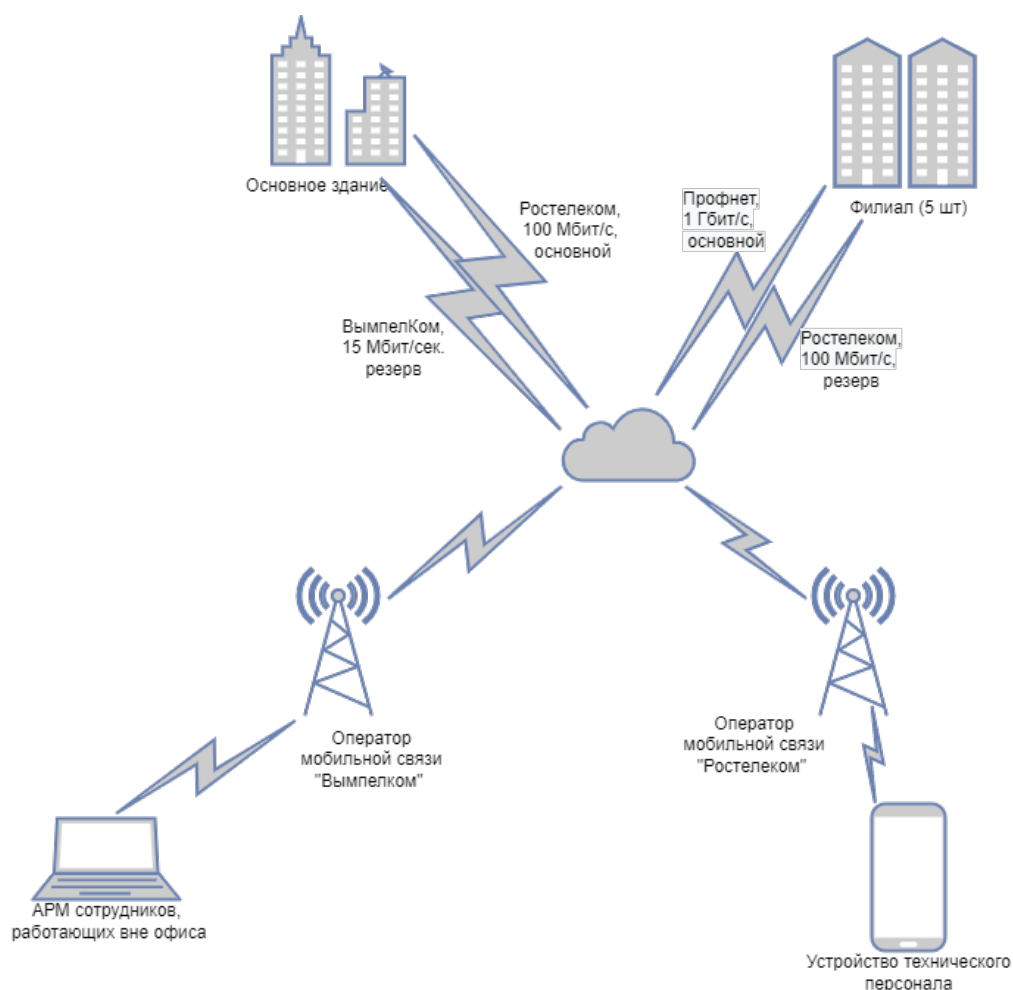 Основное здание
Филиал (5 шт)
Ростелеком,
100 Мбит/с,
основной
Профнет,
1 Гбит/с,
основной
ВымпелКом,
15 Мбит/сек.
резерв
Ростелеком,
100 Мбит/с,
резерв
Оператор
мобильной связи
"Вымпелком"
Оператор
мобильной связи
"Ростелеком"
АРМ сотрудников,
работающих вне офиса
Устройство технического
персонала